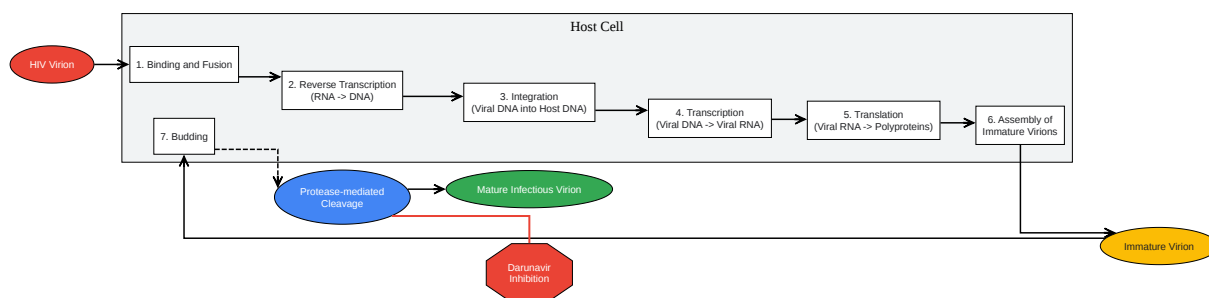 Host Cell
HIV Virion
1. Binding and Fusion
2. Reverse Transcription
(RNA -> DNA)
3. Integration
(Viral DNA into Host DNA)
4. Transcription
(Viral DNA -> Viral RNA)
5. Translation
(Viral RNA -> Polyproteins)
6. Assembly of
Immature Virions
7. Budding
Protease-mediated
Cleavage
Mature Infectious Virion
Immature Virion
Darunavir
Inhibition